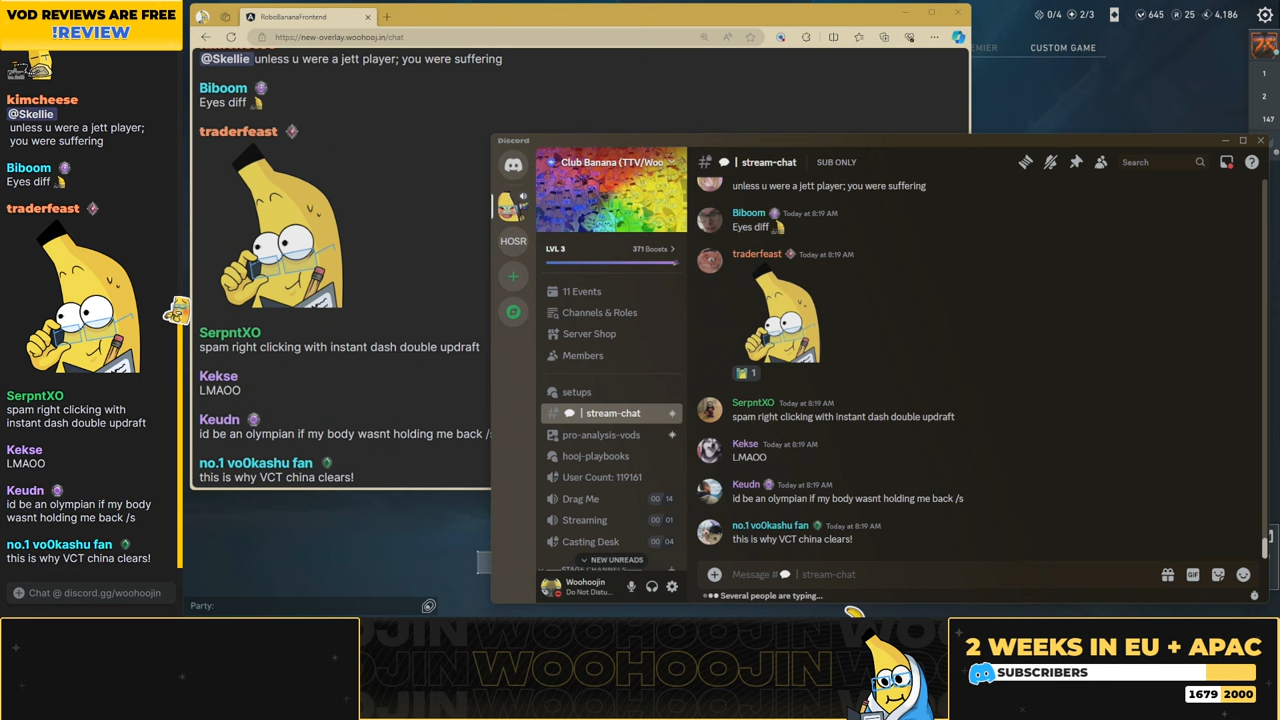 VOD REVIEWS ARE FREE
!REVIEW
kimcheese
@Skellie
unless u were a jett player;
you were suffering
Biboom
Eyes diff
traderfeast
SerpntXO
spam right clicking with
instant dash double updraft
Kekse
LMAOO
Keudn
id be an olympian if my body
wasnt holding me back /s
no.1 vo0kashu fan
this is why VCT china clears!
Chat @ discord.gg/woohoojin
RoboBananaFrontend
https://new-overlay.woohooj.in/chat
@Skellie unless u were a jett player; you were suffering
Biboom
Eyes diff
traderfeast
SerpntXO
spam right clicking with instant dash double updraft
Kekse
LMAOO
Keudn
id be an olympian if my body wasnt holding me back /s
no.1 vo0kashu fan
this is why VCT china clears!
Party:
0/4
2/3
645
25
4,186
EMIER
CUSTOM GAME
1
2
147
Discord
HOSR
Club Banana (TTV/Woo
LVL 3
371 Boosts
11 Events
Channels & Roles
Server Shop
Members
setups
stream-chat
pro-analysis-vods
hooj-playbooks
User Count: 119161
Drag Me
00 14
Streaming
00 01
Casting Desk
00 04
NEW UNREADS
Woohoojin
Do Not Distu...
| stream-chat
SUB ONLY
Search
unless u were a jett player; you were suffering
Biboom Today at 8:19 AM
Eyes diff
traderfeast Today at 8:19 AM
1
SerpntXO Today at 8:19 AM
spam right clicking with instant dash double updraft
Kekse Today at 8:19 AM
LMAOO
Keudn Today at 8:19 AM
id be an olympian if my body wasnt holding me back /s
no.1 vo0kashu fan Today at 8:19 AM
this is why VCT china clears!
Message # | stream-chat
Several people are typing...
WOOHOOJIN
2 WEEKS IN EU + APAC
SUBSCRIBERS
1679 2000